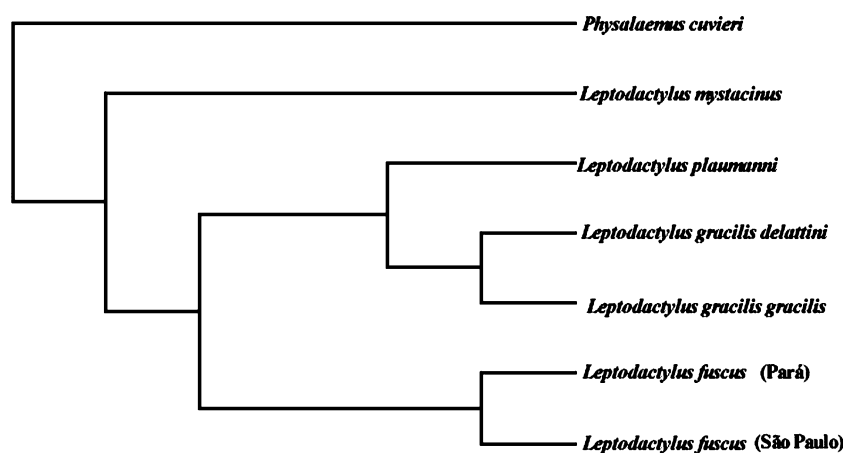 Physalaemus cuvieri
Leptodactylus mystacinus
Leptodactylus plaumanni
Leptodactylus gracilis delattini
Leptodactylus gracilis gracilis
Leptodactylus fuscus (Pará)
Leptodactylus fuscus (São Paulo)